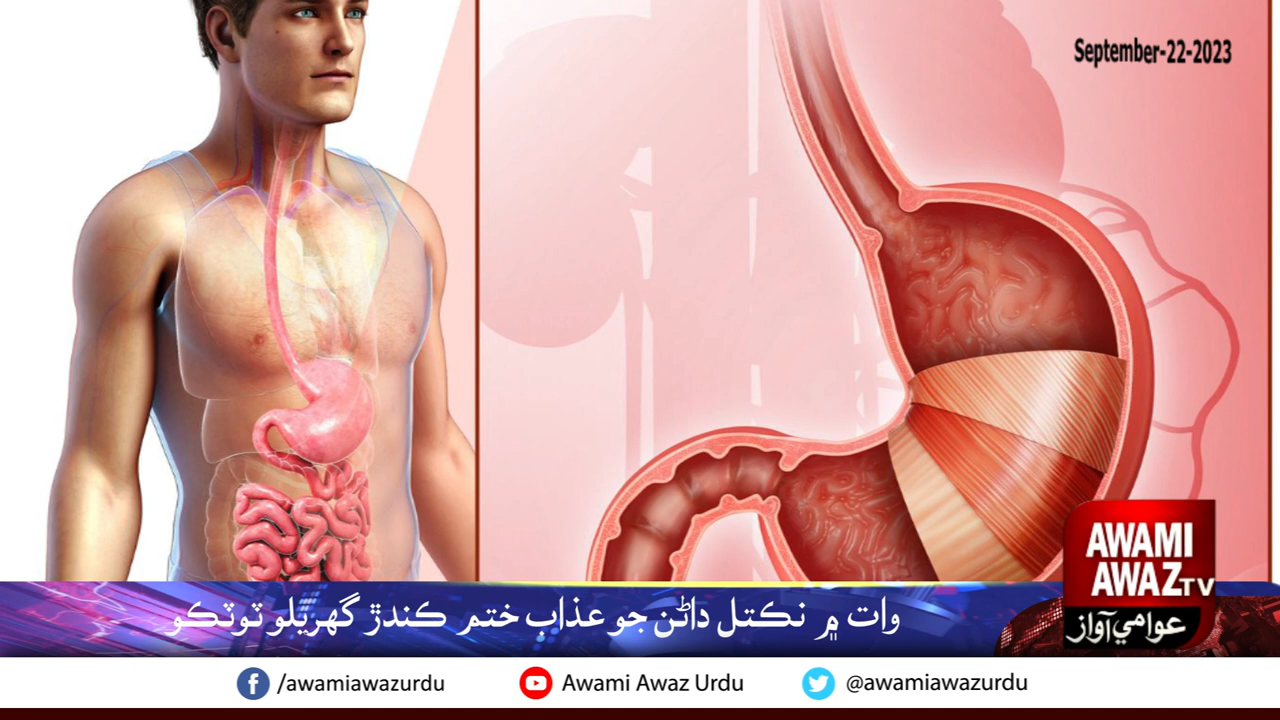 September-22-2023
AWAMI
AWAZ TV
عوامي آواز
وات ۾ نڪتل داڻن جو عذاب ختم ڪندڙ گھريلو ٽوٽڪو
/awamiawazurdu
Awami Awaz Urdu
@awamiawazurdu